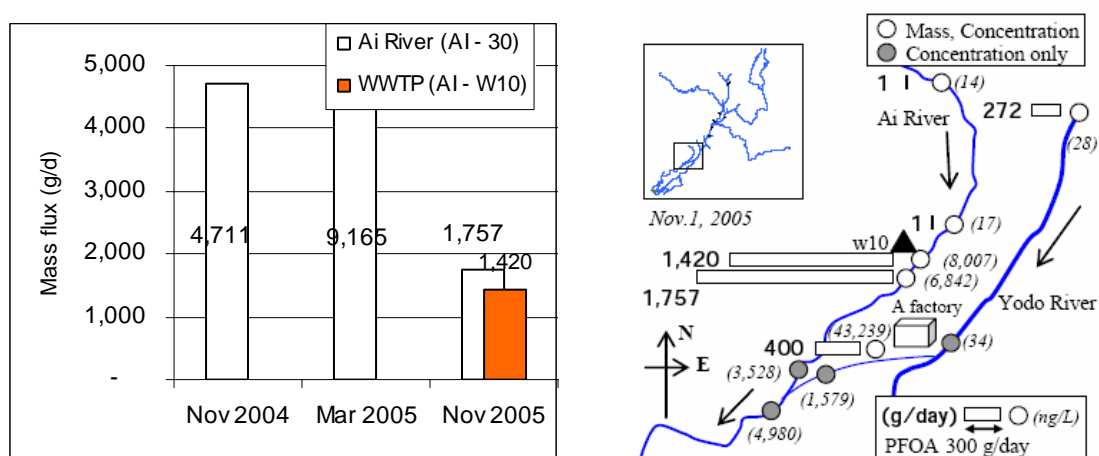 Ai River (AI - 30)
WWTP (AI - W10)
5,000
4,000
3,000
2,000
1,000
-
Mass flux (g/d)
4,711
9,165
1,757
1,420
Nov 2004
Mar 2005
Nov 2005
Mass, Concentration
Concentration only
1 (14)
272
Ai River
(28)
Nov.1, 2005
1 (17)
w10
1,420
(8,007)
(6,842)
1,757
Yodo River
A factory
(43,239)
N
400
(34)
E
(3,528)
(1,579)
(4,980)
(g/day) (ng/L)
PFOA 300 g/day